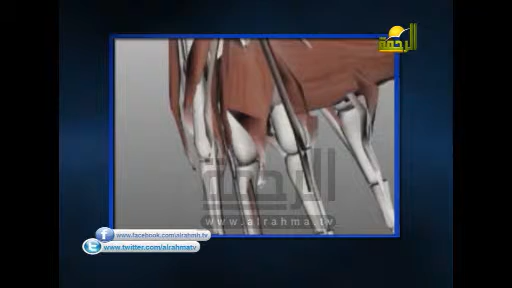 الرحمة
الرحمة
www.alrahma.tv
www.facebook.com/alrahmh.tv
www.twitter.com/alrahmatv